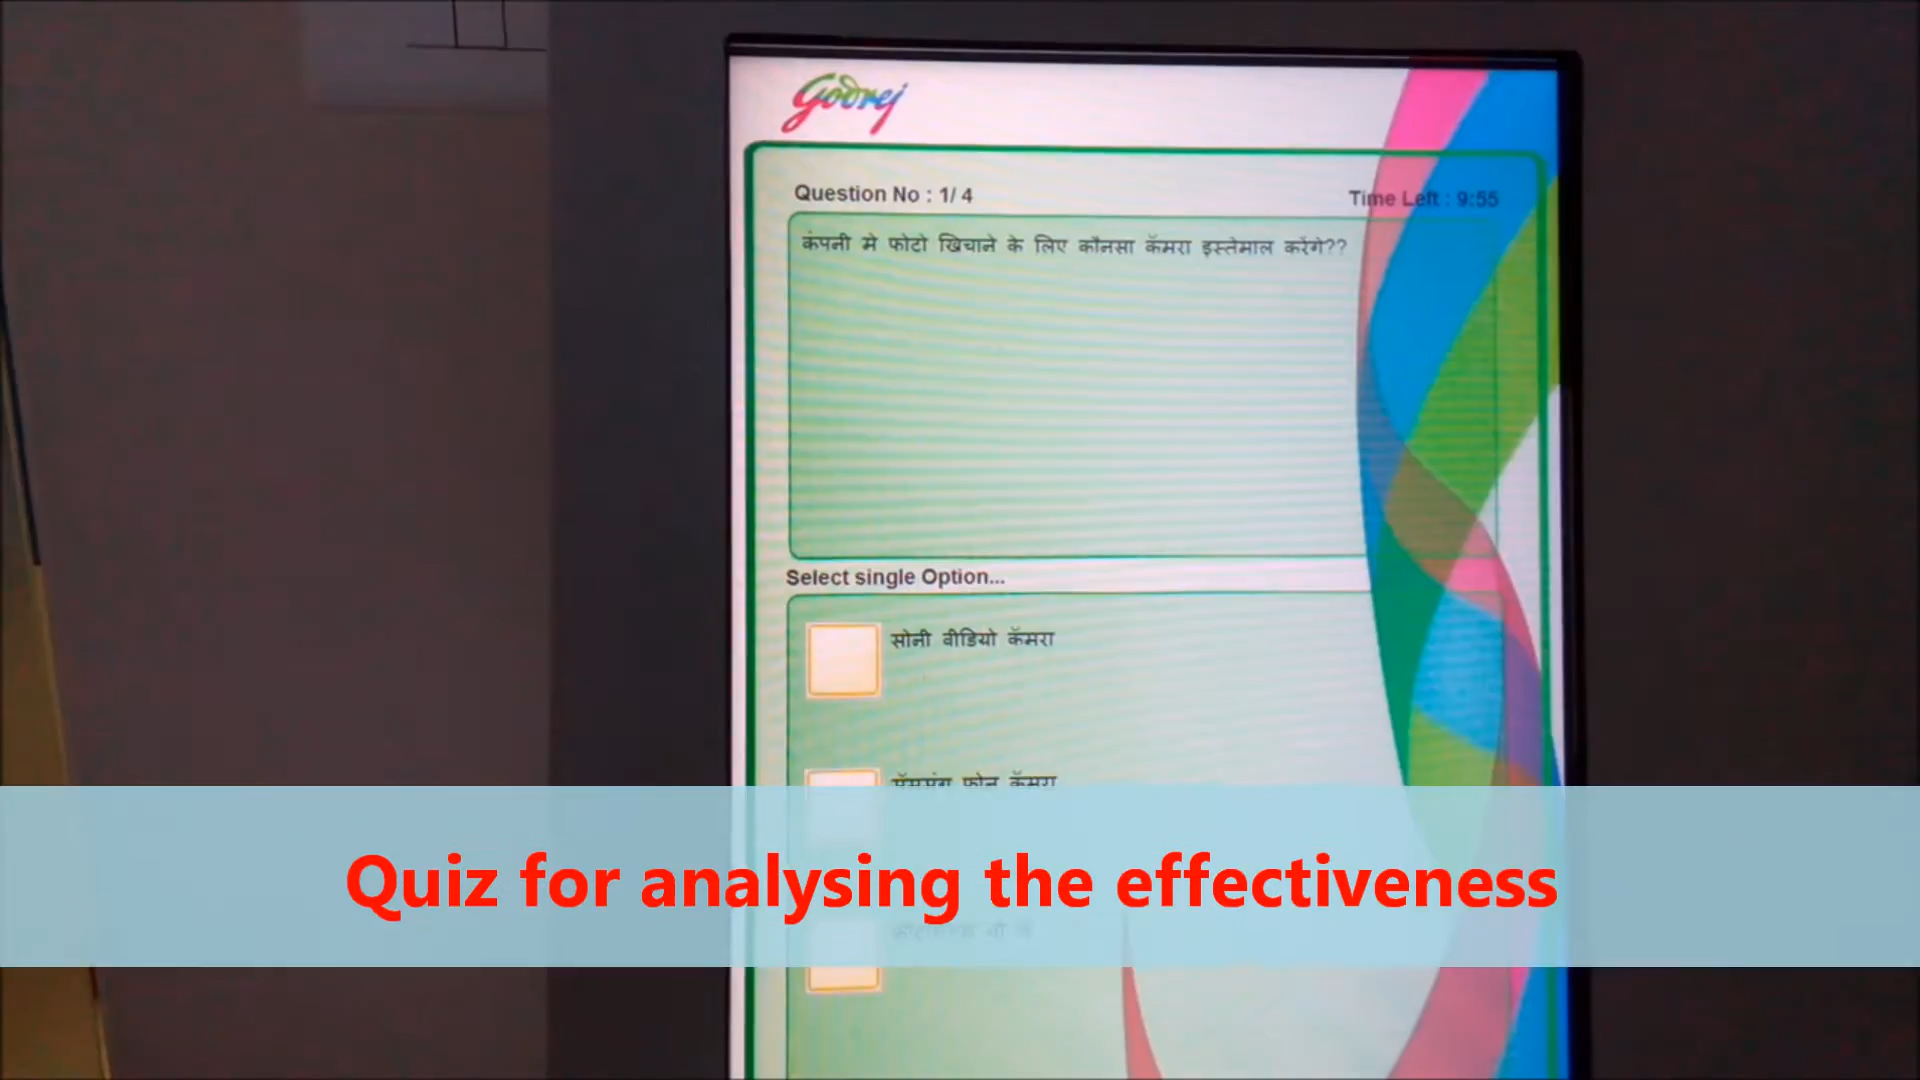 Godrej
Question No : 1/ 4
Time Left : 9:55
कंपनी मे फोटो खिचाने के लिए कौनसा कॅमरा इस्तेमाल करेंगे??
Select single Option...
सोनी वीडियो कॅमरा
फोन कॅमरा
Quiz for analysing the effectiveness